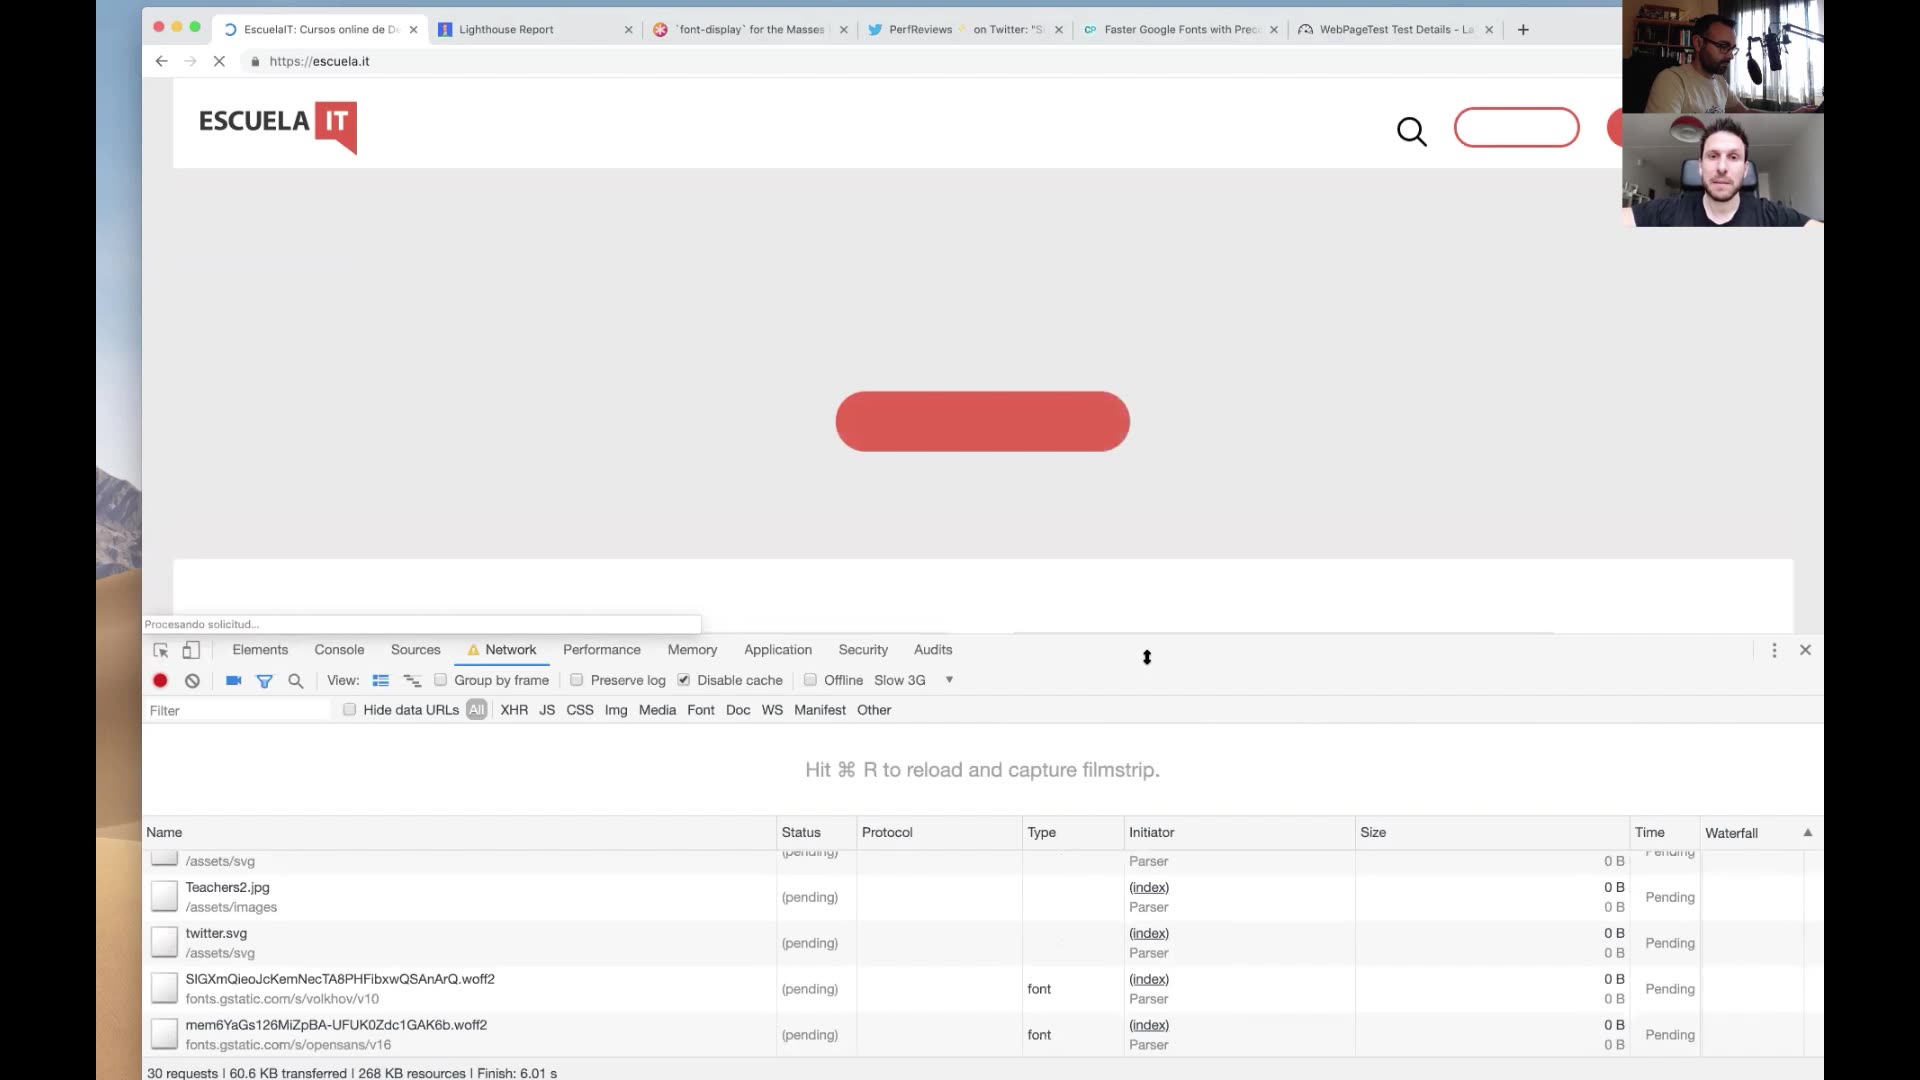 EscuelaIT: Cursos online de De
Lighthouse Report
`font-display` for the Masses
PerfReviews on Twitter: "S
CP Faster Google Fonts with Prec
WebPageTest Test Details - La
https://escuela.it
ESCUELA IT
Procesando solicitud...
Elements Console Sources Network Performance Memory Application Security Audits
View: Group by frame Preserve log Disable cache Offline Slow 3G
Filter Hide data URLs All XHR JS CSS Img Media Font Doc WS Manifest Other
Hit ⌘ R to reload and capture filmstrip.
Name Status Protocol Type Initiator Size Time Waterfall
(pending) Pending
/assets/svg Parser 0 B
Teachers2.jpg (index) 0 B
(pending) Pending
/assets/images Parser 0 B
twitter.svg (index) 0 B
(pending) Pending
/assets/svg Parser 0 B
SlGXmQieoJcKemNecTA8PHFibxwQSAnArQ.woff2 (index) 0 B
(pending) font Pending
fonts.gstatic.com/s/volkhov/v10 Parser 0 B
mem6YaGs126MiZpBA-UFUK0Zdc1GAK6b.woff2 (index) 0 B
(pending) font Pending
fonts.gstatic.com/s/opensans/v16 Parser 0 B
30 requests | 60.6 KB transferred | 268 KB resources | Finish: 6.01 s